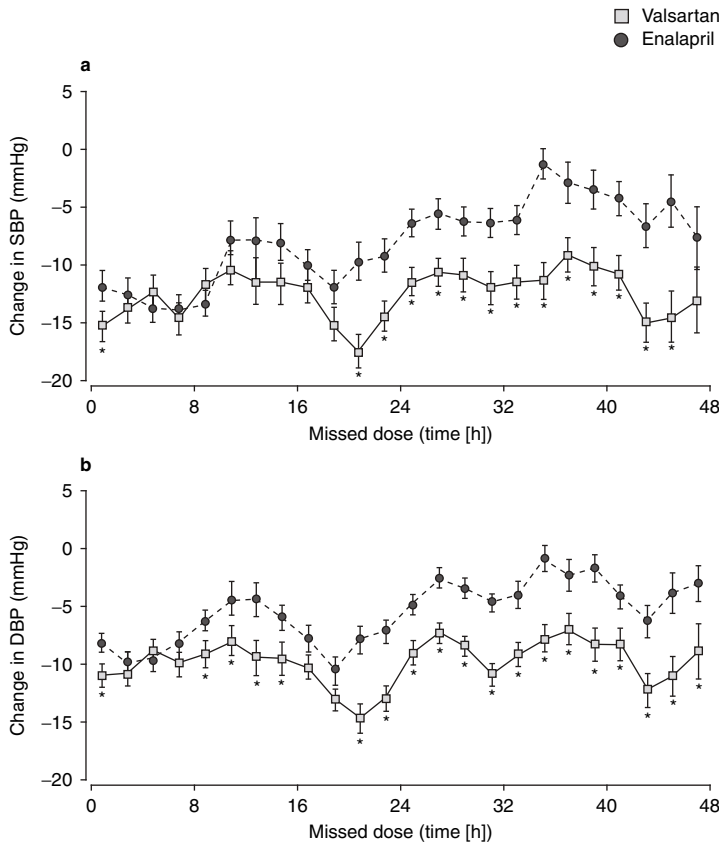 Valsartan
Enalapril
a
5
0
−5
−10
−15
−20
Change in SBP (mmHg)
* * * * * * * * * * * * *
0 8 16 24 32 40 48
Missed dose (time [h])
b
5
0
−5
−10
−15
−20
Change in DBP (mmHg)
* * * * * * * * * * * * * * * * * *
0 8 16 24 32 40 48
Missed dose (time [h])